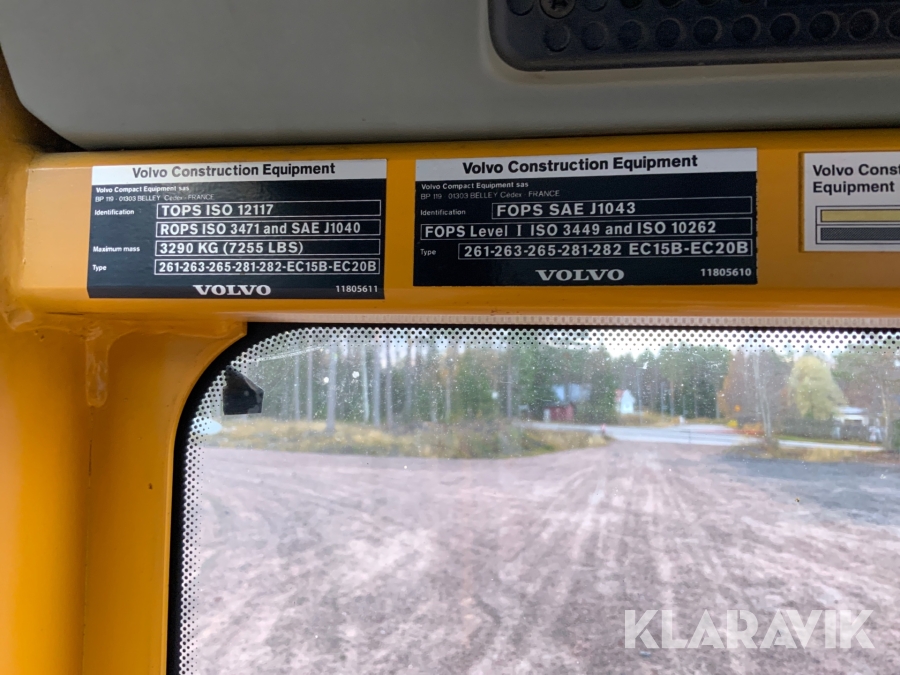 Volvo Construction Equipment
Volvo Compact Equipment sas
BP 119 - 01303 BELLEY Cédex - FRANCE
Identification TOPS ISO 12117
ROPS ISO 3471 and SAE J1040
Maximum mass 3290 KG (7255 LBS)
Type 261-263-265-281-282-EC15B-EC20B
VOLVO 11805611
Volvo Construction Equipment
Volvo Compact Equipment sas
BP 119 - 01303 BELLEY Cédex - FRANCE
Identification FOPS SAE J1043
FOPS Level I ISO 3449 and ISO 10262
Type 261-263-265-281-282 EC15B-EC20B
VOLVO 11805610
Volvo Cons
Equipment
KLARAVIK